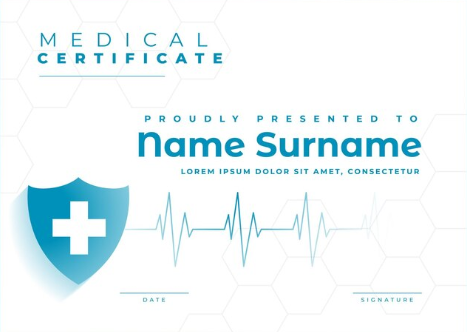 MEDICAL
CERTIFICATE
PROUDLY PRESENTED TO
Name Surname
LOREM IPSUM DOLOR SIT AMET, CONSECTETUR
DATE
SIGNATURE